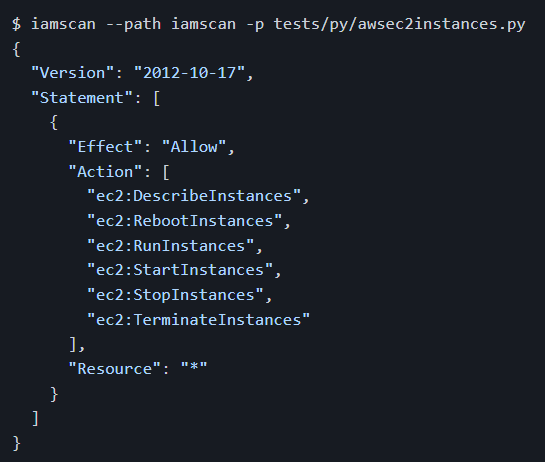 $ iamscan --path iamscan -p tests/py/awsec2instances.py
{
  "Version": "2012-10-17",
  "Statement": [
    {
      "Effect": "Allow",
      "Action": [
        "ec2:DescribeInstances",
        "ec2:RebootInstances",
        "ec2:RunInstances",
        "ec2:StartInstances",
        "ec2:StopInstances",
        "ec2:TerminateInstances"
      ],
      "Resource": "*"
    }
  ]
}